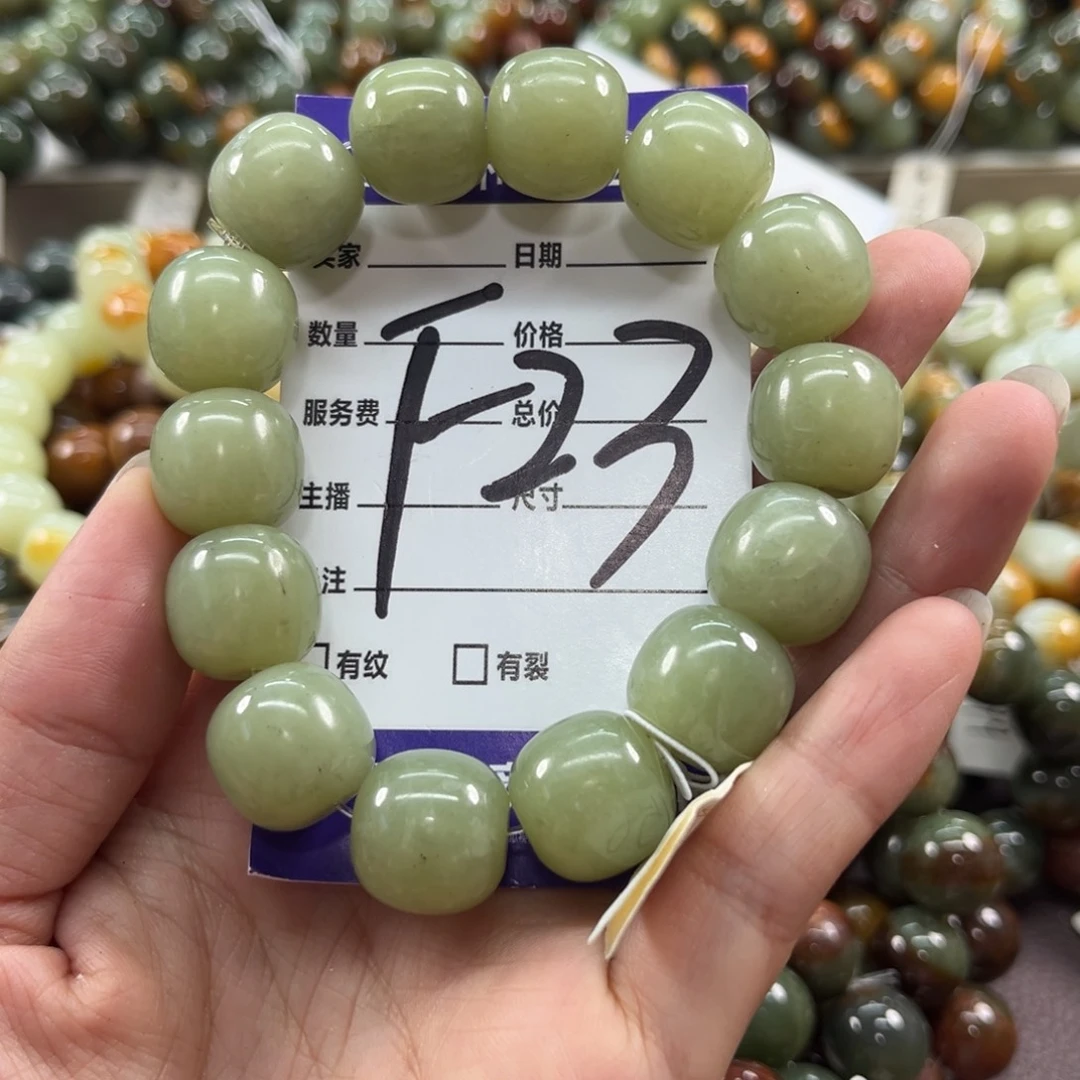 家 日期
数量 价格
服务费 总价
主播 尺寸
注
有纹 有裂
F23